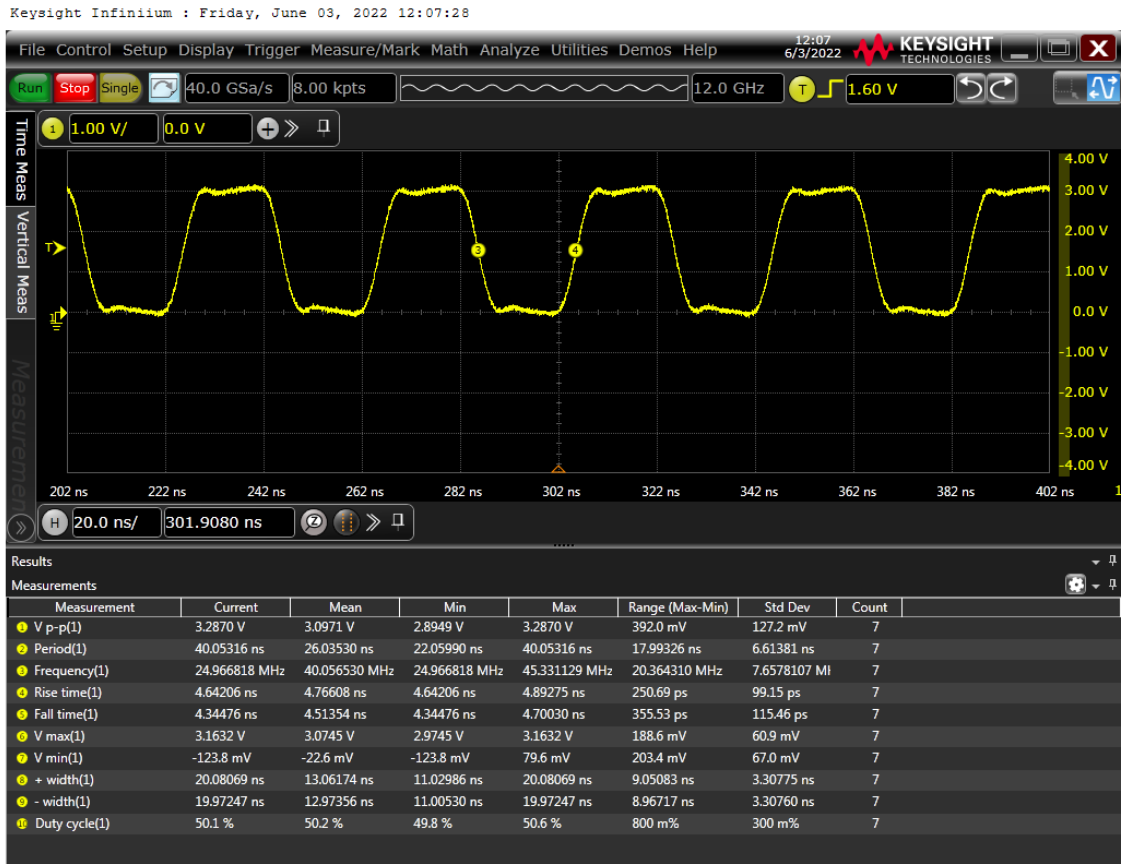 Keysight Infiniium : Friday, June 03, 2022 12:07:28
File Control Setup Display Trigger Measure/Mark Math Analyze Utilities Demos Help
12:07
6/3/2022
KEYSIGHT
TECHNOLOGIES
X
Run Stop Single 40.0 GSa/s 8.00 kpts 12.0 GHz T 1.60 V
1 1.00 V/ 0.0 V
Time Meas
Vertical Meas
Measuremen
T
1
3
4
4.00 V
3.00 V
2.00 V
1.00 V
0.0 V
-1.00 V
-2.00 V
-3.00 V
-4.00 V
202 ns 222 ns 242 ns 262 ns 282 ns 302 ns 322 ns 342 ns 362 ns 382 ns 402 ns 1
H 20.0 ns/ 301.9080 ns Z
Results
Measurements
Measurement Current Mean Min Max Range (Max-Min) Std Dev Count
1 V p-p(1) 3.2870 V 3.0971 V 2.8949 V 3.2870 V 392.0 mV 127.2 mV 7
2 Period(1) 40.05316 ns 26.03530 ns 22.05990 ns 40.05316 ns 17.99326 ns 6.61381 ns 7
3 Frequency(1) 24.966818 MHz 40.056530 MHz 24.966818 MHz 45.331129 MHz 20.364310 MHz 7.6578107 MH 7
4 Rise time(1) 4.64206 ns 4.76608 ns 4.64206 ns 4.89275 ns 250.69 ps 99.15 ps 7
5 Fall time(1) 4.34476 ns 4.51354 ns 4.34476 ns 4.70030 ns 355.53 ps 115.46 ps 7
6 V max(1) 3.1632 V 3.0745 V 2.9745 V 3.1632 V 188.6 mV 60.9 mV 7
7 V min(1) -123.8 mV -22.6 mV -123.8 mV 79.6 mV 203.4 mV 67.0 mV 7
8 + width(1) 20.08069 ns 13.06174 ns 11.02986 ns 20.08069 ns 9.05083 ns 3.30775 ns 7
9 - width(1) 19.97247 ns 12.97356 ns 11.00530 ns 19.97247 ns 8.96717 ns 3.30760 ns 7
10 Duty cycle(1) 50.1 % 50.2 % 49.8 % 50.6 % 800 m% 300 m% 7